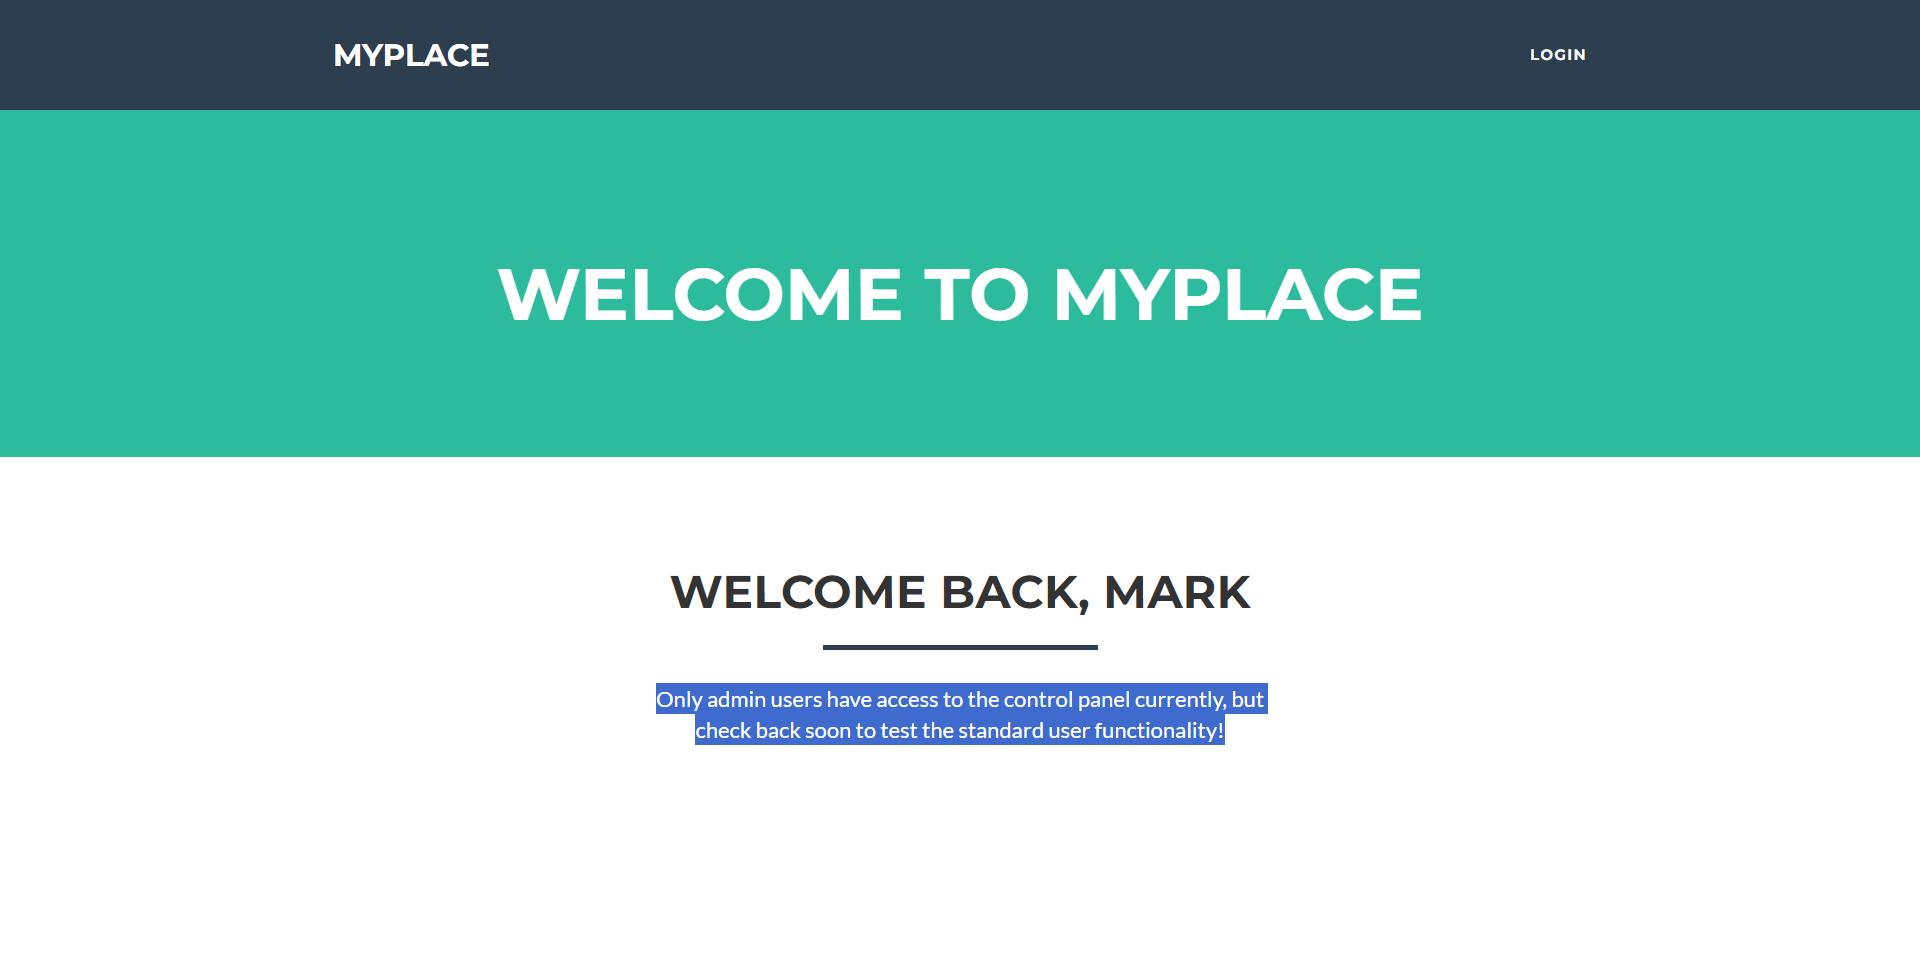 MYPLACE
LOGIN
WELCOME TO MYPLACE
WELCOME BACK, MARK
Only admin users have access to the control panel currently, but
check back soon to test the standard user functionality!